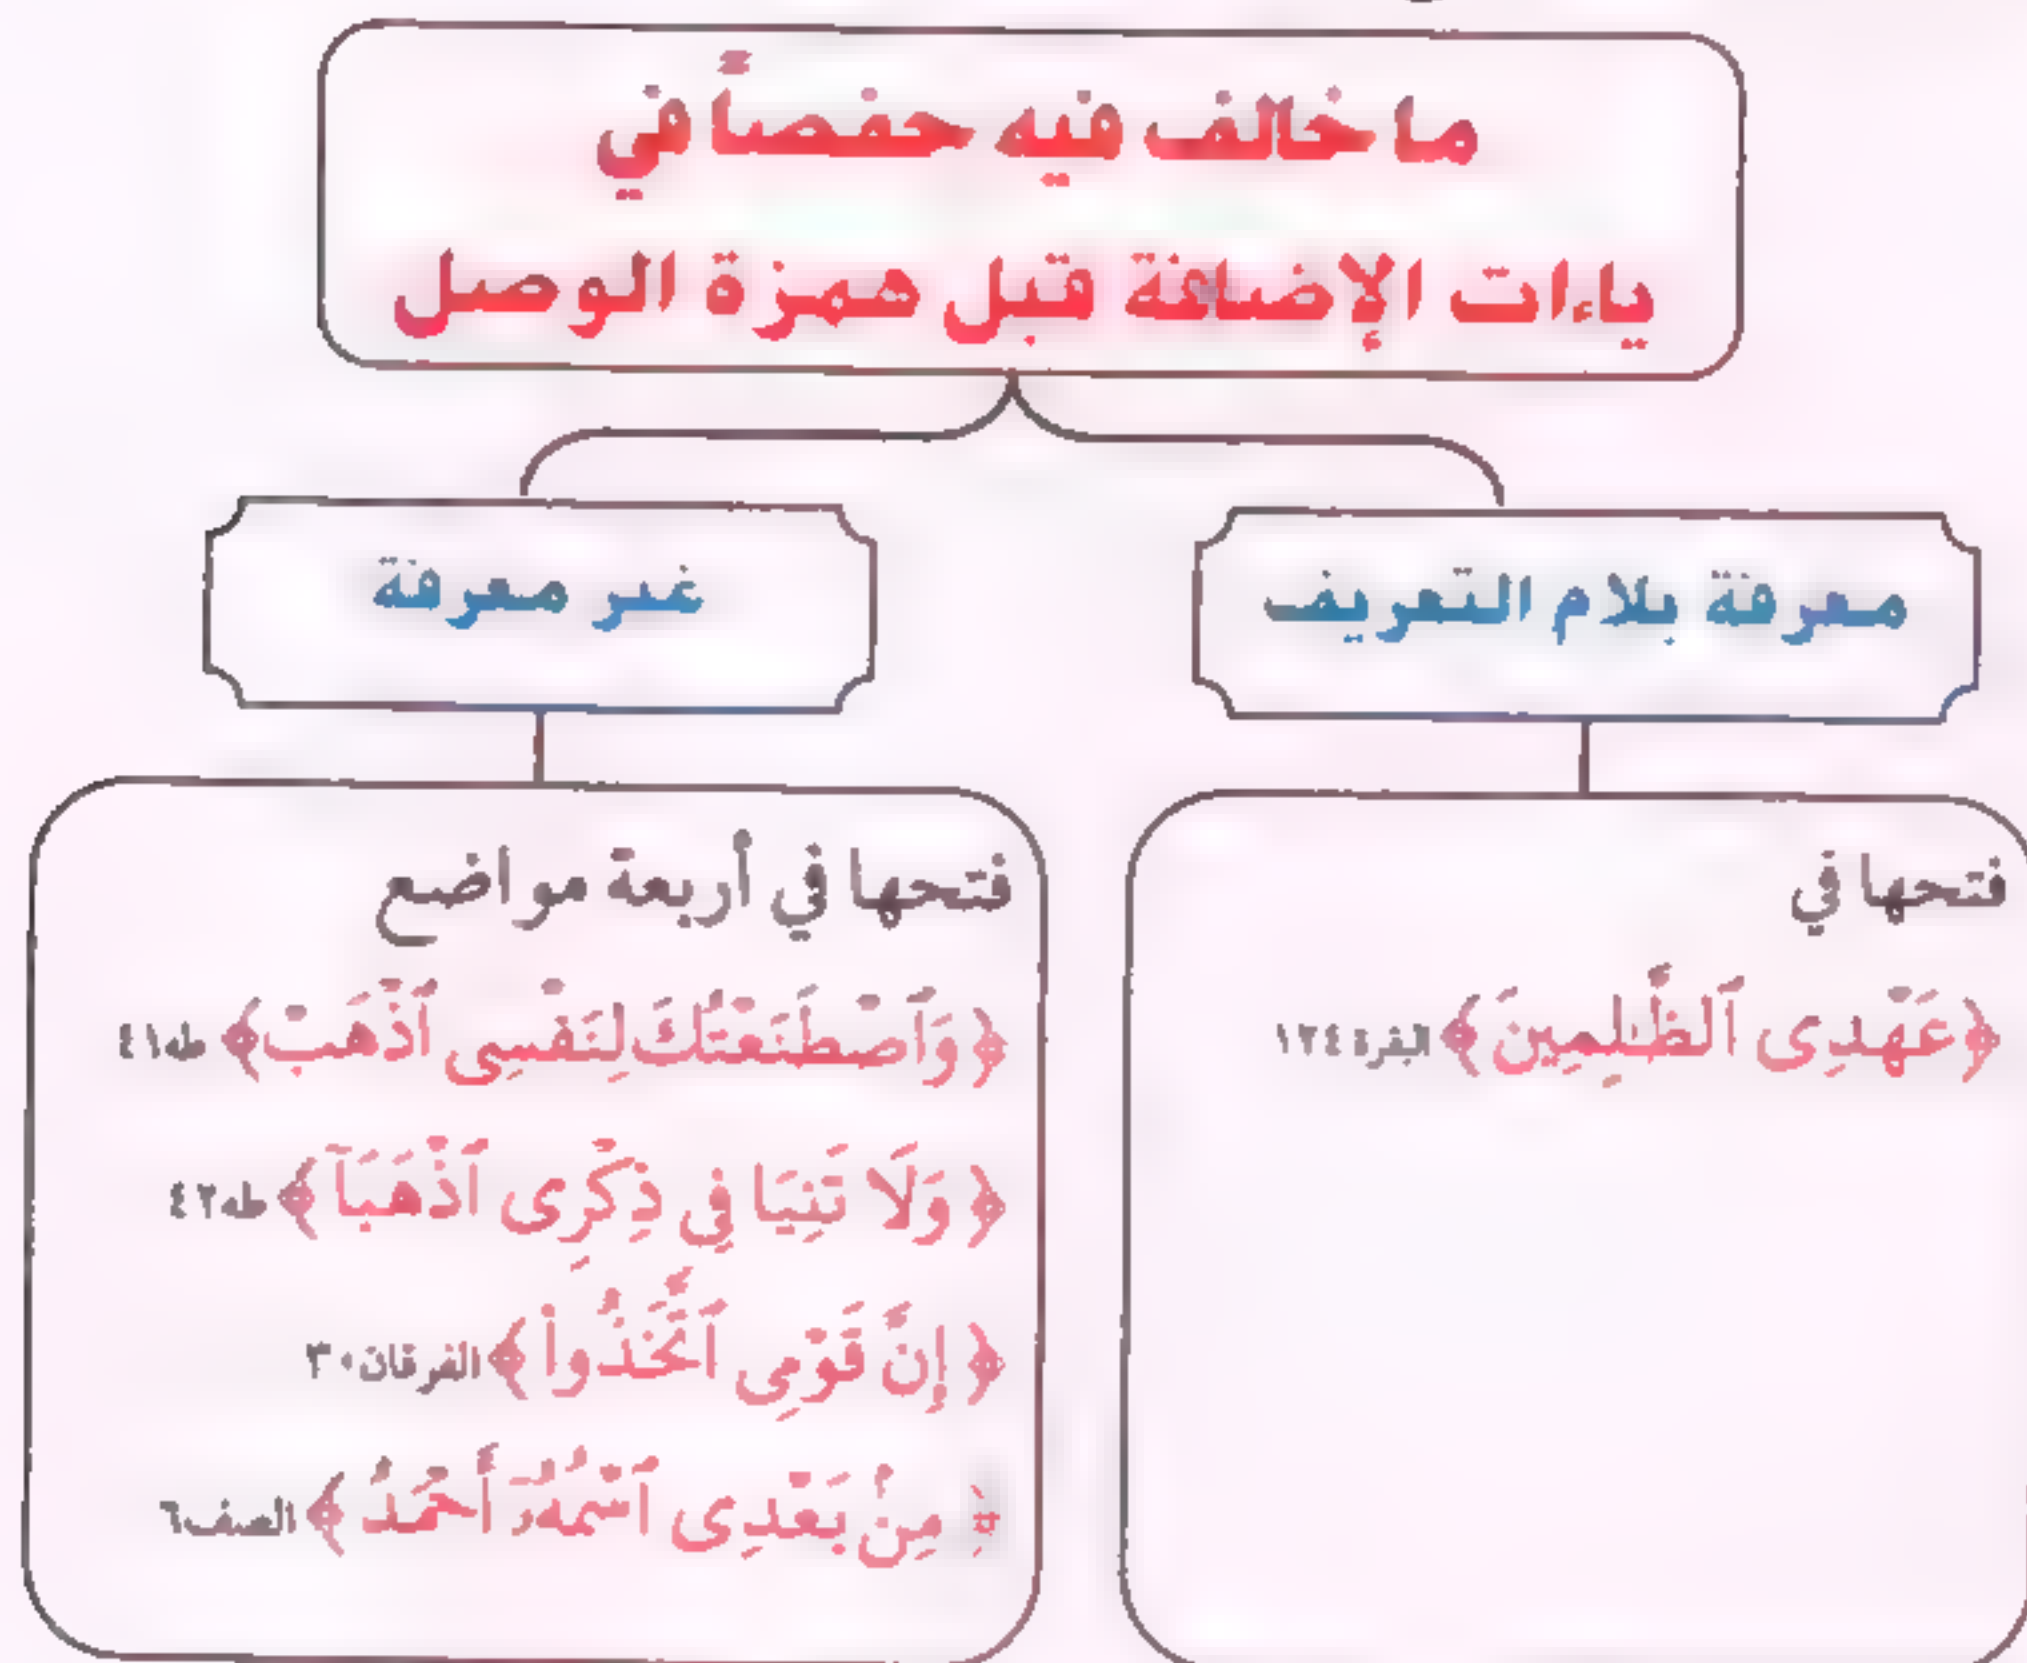 ما خالف فيه حفصاً في
ياءات الإضافة قبل همزة الوصل
معرفة بلام التعريف
غير معرفة
فتحها في
﴿عَهْدِىَ ٱلظَّٰلِمِينَ﴾ البقرة ١٢٤
فتحها في أربعة مواضع
﴿وَٱصْطَنَعْتُكَ لِنَفْسِى ٱذْهَبْ﴾ طه ٤١
﴿وَلَا تَنِيَا فِى ذِكْرِى ٱذْهَبَآ﴾ طه ٤٢
﴿إِنَّ قَوْمِى ٱتَّخَذُوا۟﴾ الفرقان ٣٠
﴿مِنۢ بَعْدِى ٱسْمُهُۥٓ أَحْمَدُ﴾ الصف ٦